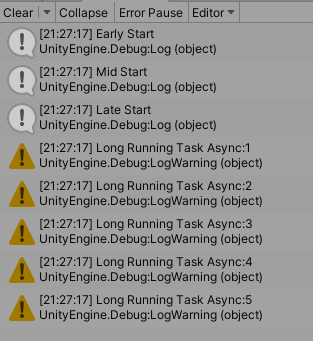 Clear Collapse Error Pause Editor
[21:27:17] Early Start
UnityEngine.Debug:Log (object)
[21:27:17] Mid Start
UnityEngine.Debug:Log (object)
[21:27:17] Late Start
UnityEngine.Debug:Log (object)
[21:27:17] Long Running Task Async:1
UnityEngine.Debug:LogWarning (object)
[21:27:17] Long Running Task Async:2
UnityEngine.Debug:LogWarning (object)
[21:27:17] Long Running Task Async:3
UnityEngine.Debug:LogWarning (object)
[21:27:17] Long Running Task Async:4
UnityEngine.Debug:LogWarning (object)
[21:27:17] Long Running Task Async:5
UnityEngine.Debug:LogWarning (object)